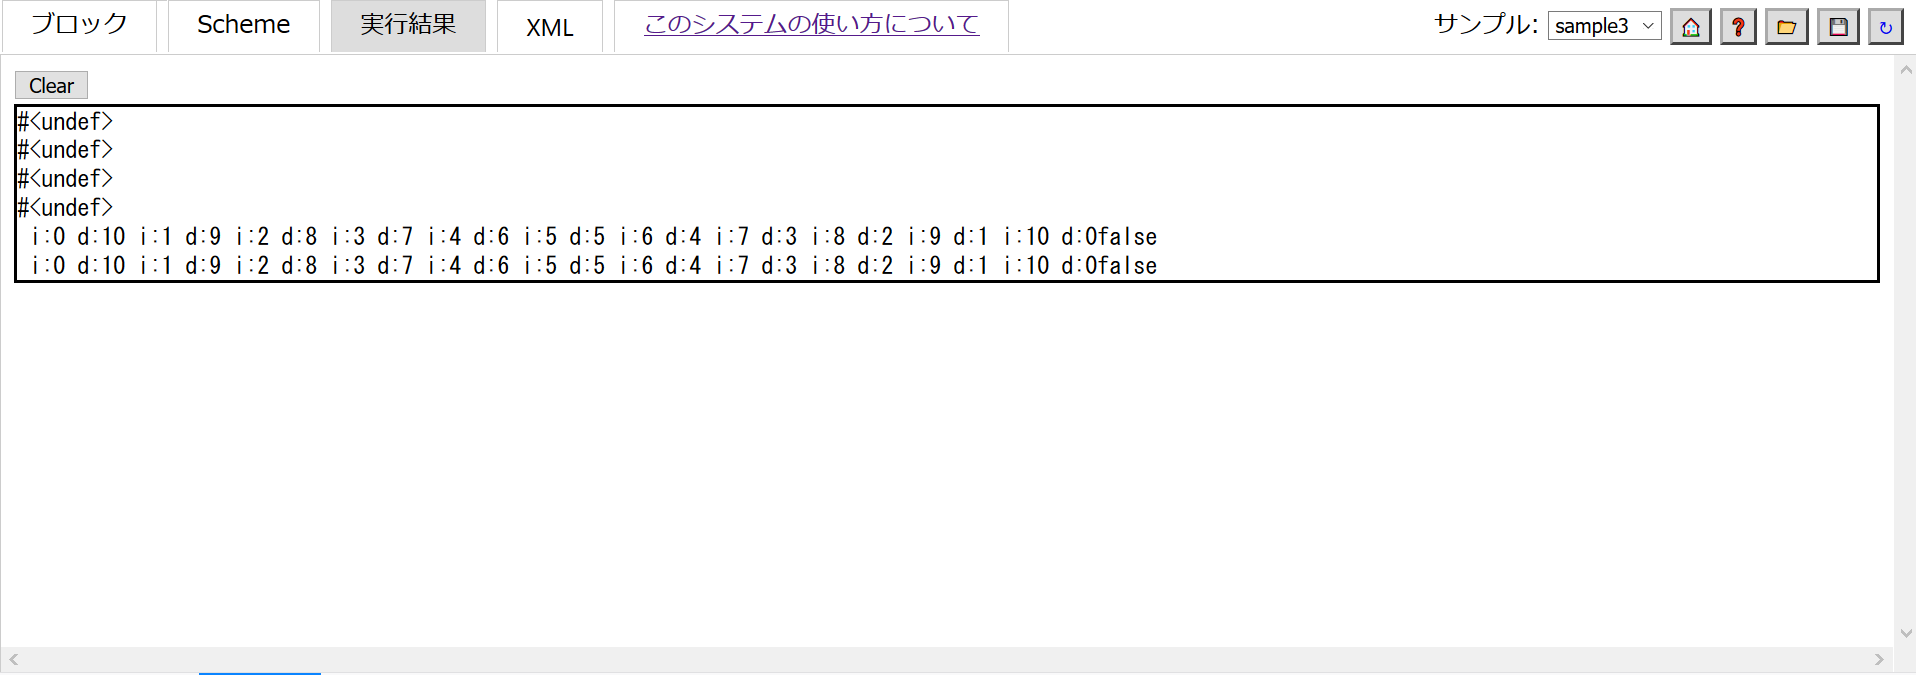 ブロック Scheme 実行結果 XML このシステムの使い方について サンプル: sample3
Clear
#<undef>
#<undef>
#<undef>
#<undef>
i:0 d:10 i:1 d:9 i:2 d:8 i:3 d:7 i:4 d:6 i:5 d:5 i:6 d:4 i:7 d:3 i:8 d:2 i:9 d:1 i:10 d:0false
i:0 d:10 i:1 d:9 i:2 d:8 i:3 d:7 i:4 d:6 i:5 d:5 i:6 d:4 i:7 d:3 i:8 d:2 i:9 d:1 i:10 d:0false